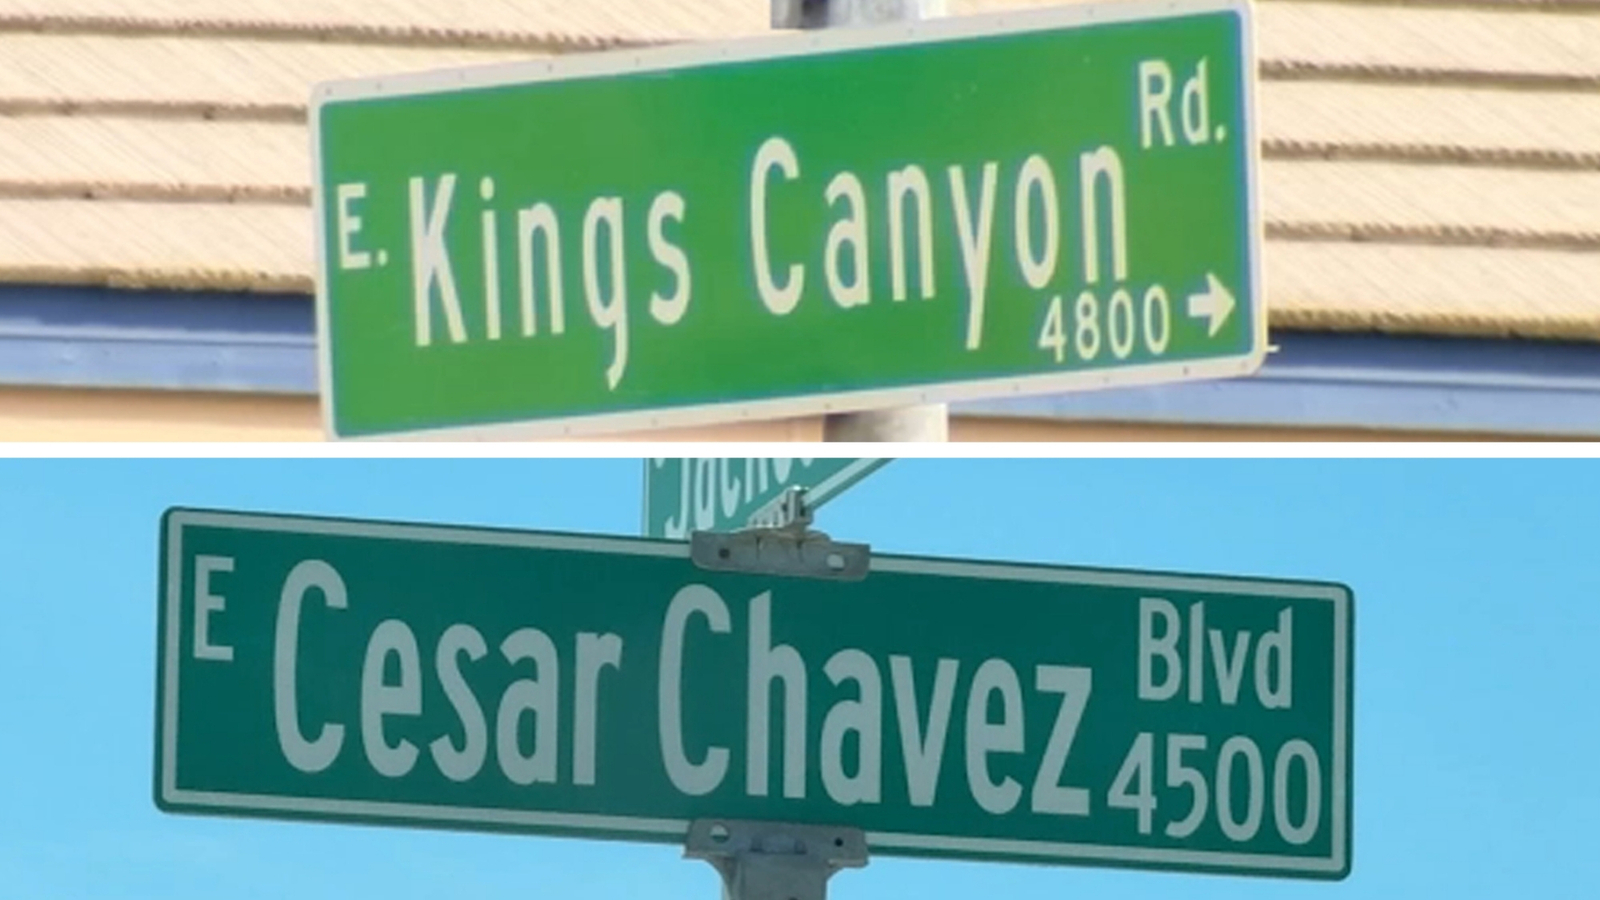 E. Kings Canyon Rd.
4800 →
E Cesar Chavez Blvd
4500